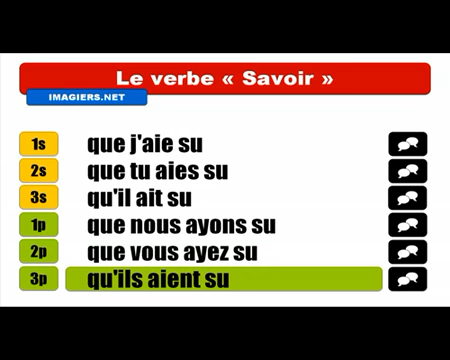 Le verbe « Savoir »
IMAGIERS.NET
1s que j'aie su
2s que tu aies su
3s qu'il ait su
1p que nous ayons su
2p que vous ayez su
3p qu'ils aient su